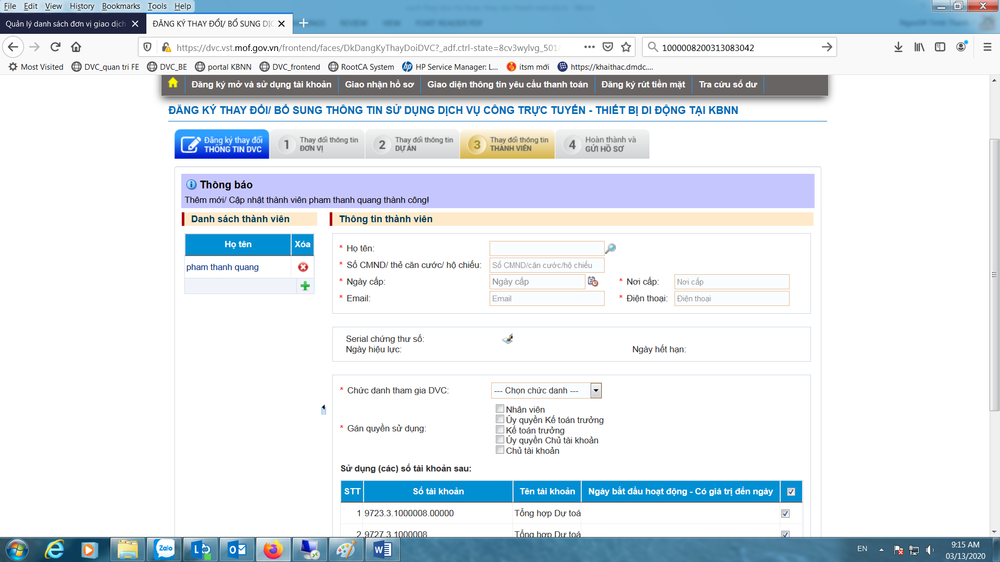 File Edit View History Bookmarks Tools Help
Quản lý danh sách đơn vị giao dịch
ĐĂNG KÝ THAY ĐỔI/ BỔ SUNG DỊC
https://dvc.vst.mof.gov.vn/frontend/faces/DkDangKyThayDoiDVC?_adf.ctrl-state=8cv3wylvg_501&
1000008200313083042
Most Visited DVC_quan tri FE DVC_BE portal KBNN DVC_frontend RootCA System HP Service Manager: L... itsm mới https://khaithac.dmdc....
Đăng ký mở và sử dụng tài khoản Giao nhận hồ sơ Giao diện thông tin yêu cầu thanh toán Đăng ký rút tiền mặt Tra cứu số dư
ĐĂNG KÝ THAY ĐỔI/ BỔ SUNG THÔNG TIN SỬ DỤNG DỊCH VỤ CÔNG TRỰC TUYẾN - THIẾT BỊ DI ĐỘNG TẠI KBNN
Đăng ký thay đổi
THÔNG TIN DVC
1 Thay đổi thông tin
ĐƠN VỊ
2 Thay đổi thông tin
DỰ ÁN
3 Thay đổi thông tin
THÀNH VIÊN
4 Hoàn thành và
GỬI HỒ SƠ
Thông báo
Thêm mới/ Cập nhật thành viên pham thanh quang thành công!
Danh sách thành viên
Họ tên Xóa
pham thanh quang
Thông tin thành viên
* Họ tên:
* Số CMND/ thẻ căn cước/ hộ chiếu: Số CMND/căn cước/hộ chiếu
* Ngày cấp: Ngày cấp * Nơi cấp: Nơi cấp
* Email: Email * Điện thoại: Điện thoại
Serial chứng thư số:
Ngày hiệu lực: Ngày hết hạn:
* Chức danh tham gia DVC: --- Chọn chức danh ---
* Gán quyền sử dụng:
Nhân viên
Ủy quyền Kế toán trưởng
Kế toán trưởng
Ủy quyền Chủ tài khoản
Chủ tài khoản
Sử dụng (các) số tài khoản sau:
STT Số tài khoản Tên tài khoản Ngày bắt đầu hoạt động - Có giá trị đến ngày
1 9723.3.1000008.00000 Tổng hợp Dự toá
2 9727.3.1000008 Tổng hợp Dự toá
Zalo
EN
9:15 AM
03/13/2020